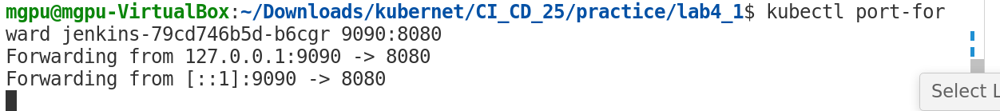 mgpu@mgpu-VirtualBox:~/Downloads/kubernet/CI_CD_25/practice/lab4_1$ kubectl port-for
ward jenkins-79cd746b5d-b6cgr 9090:8080
Forwarding from 127.0.0.1:9090 -> 8080
Forwarding from [::1]:9090 -> 8080
Select L